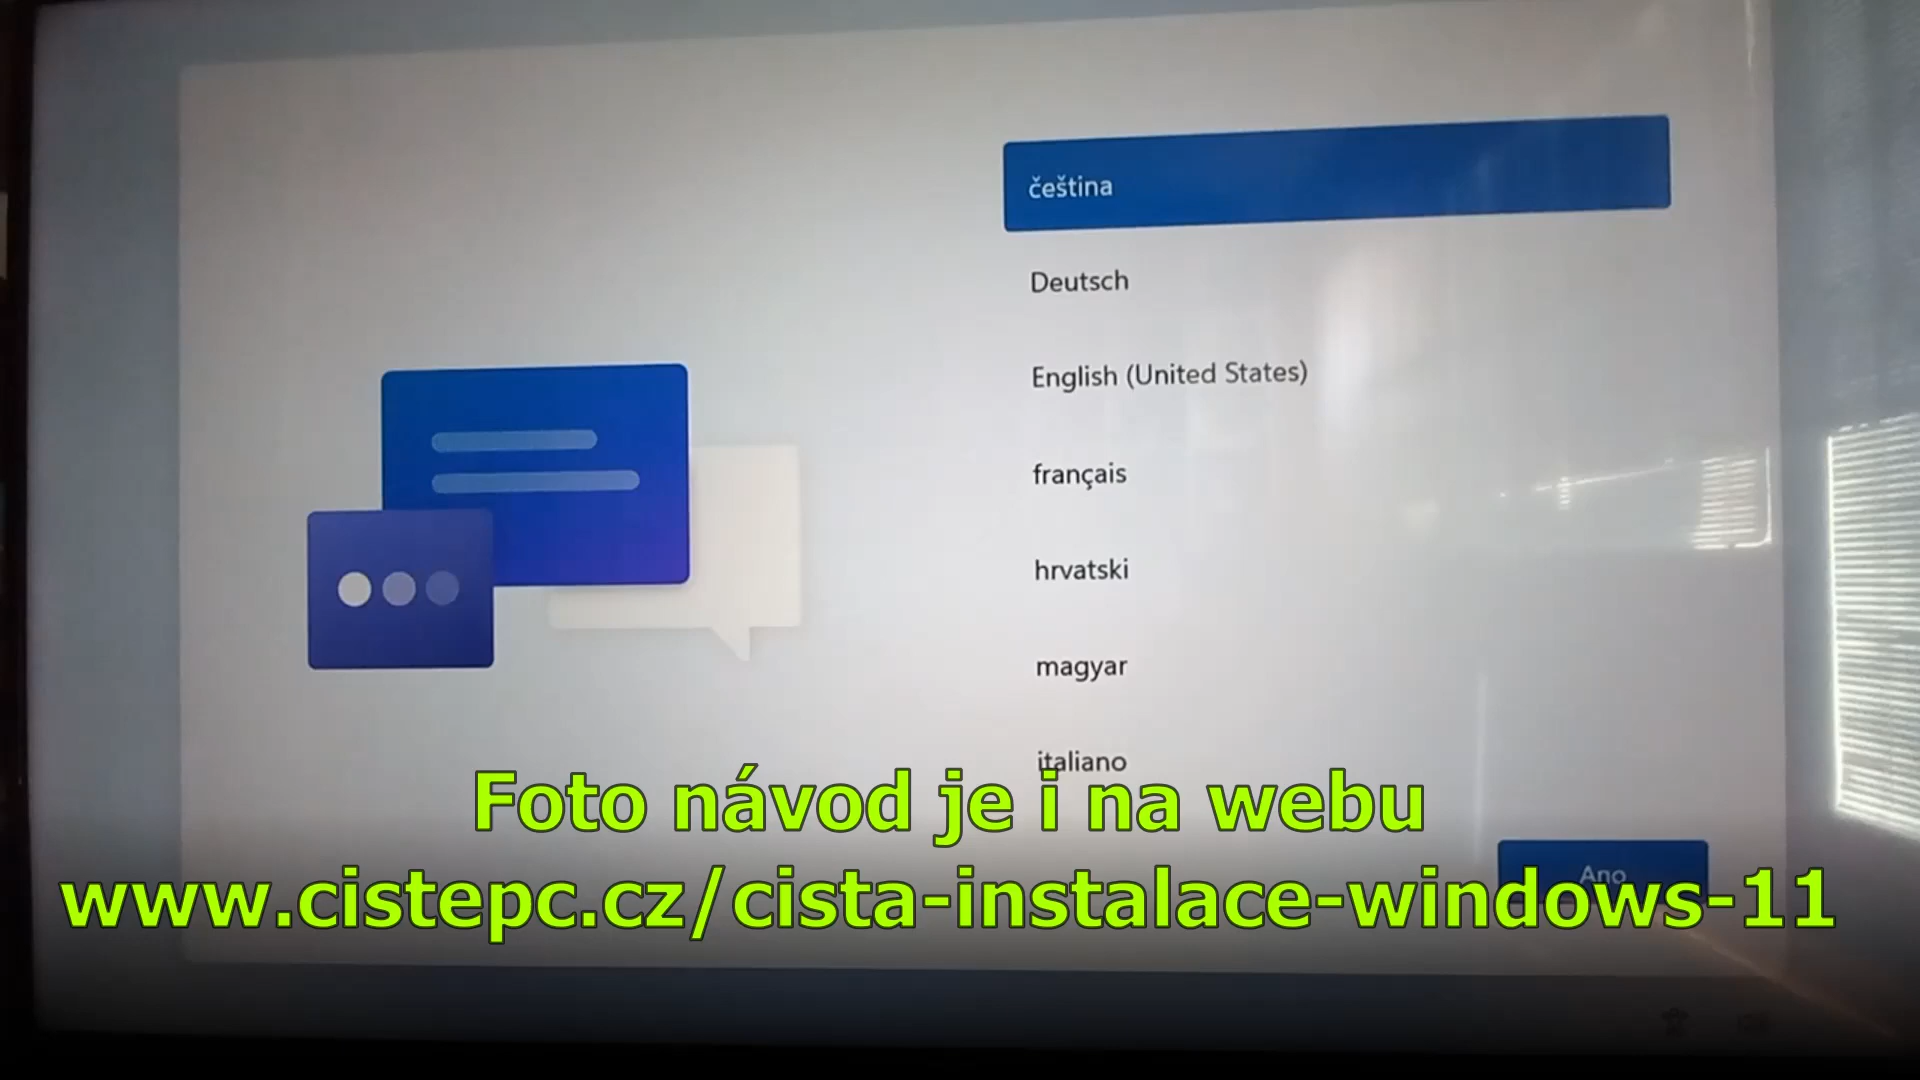 čeština
Deutsch
English (United States)
français
hrvatski
magyar
italiano
Ano
Foto návod je i na webu
www.cistepc.cz/cista-instalace-windows-11